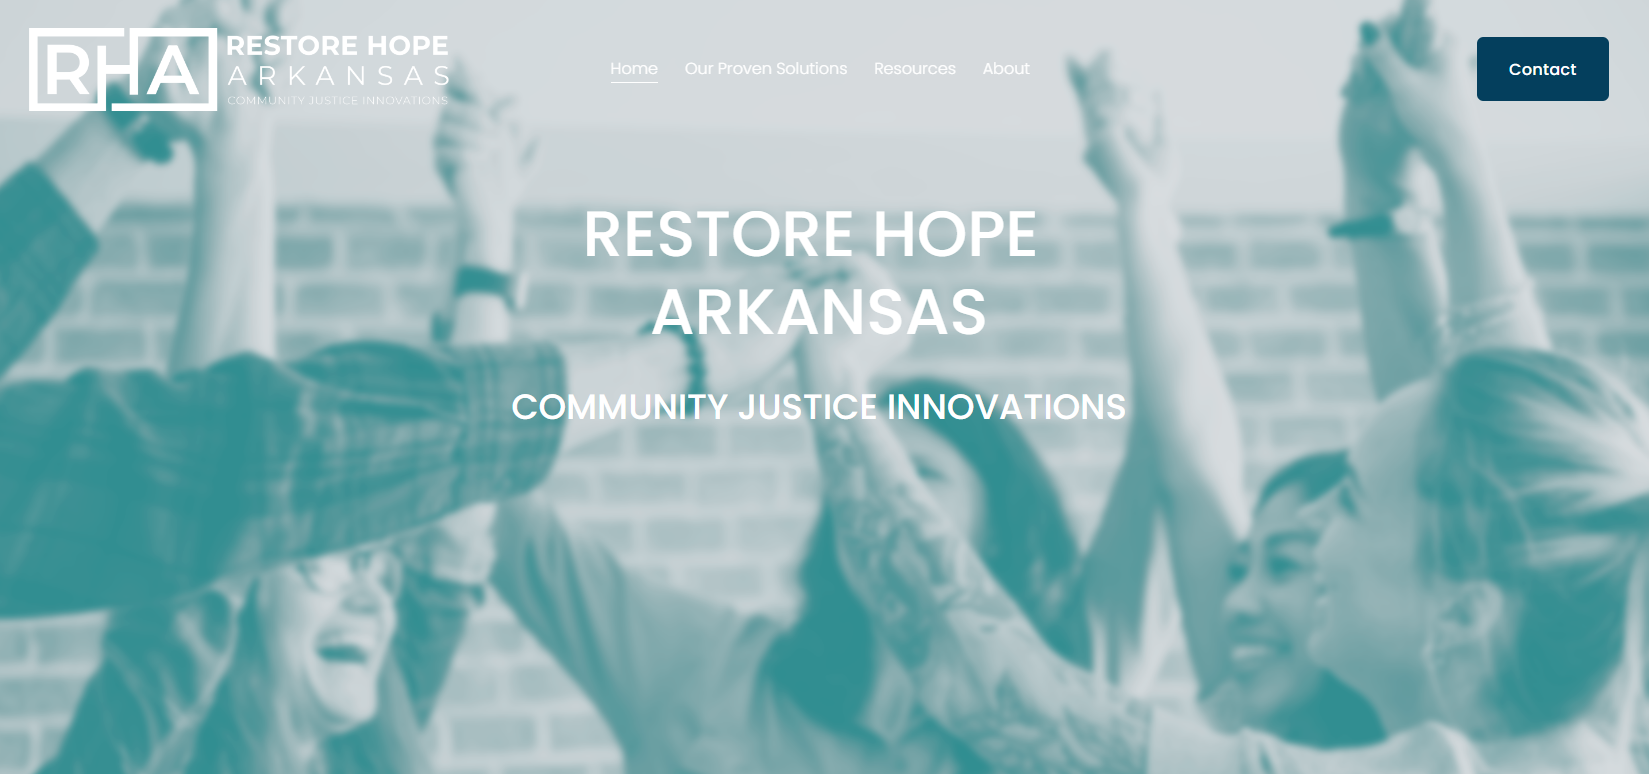 RHA
RESTORE HOPE
ARKANSAS
COMMUNITY JUSTICE INNOVATIONS
Home Our Proven Solutions Resources About
Contact
RESTORE HOPE
ARKANSAS
COMMUNITY JUSTICE INNOVATIONS